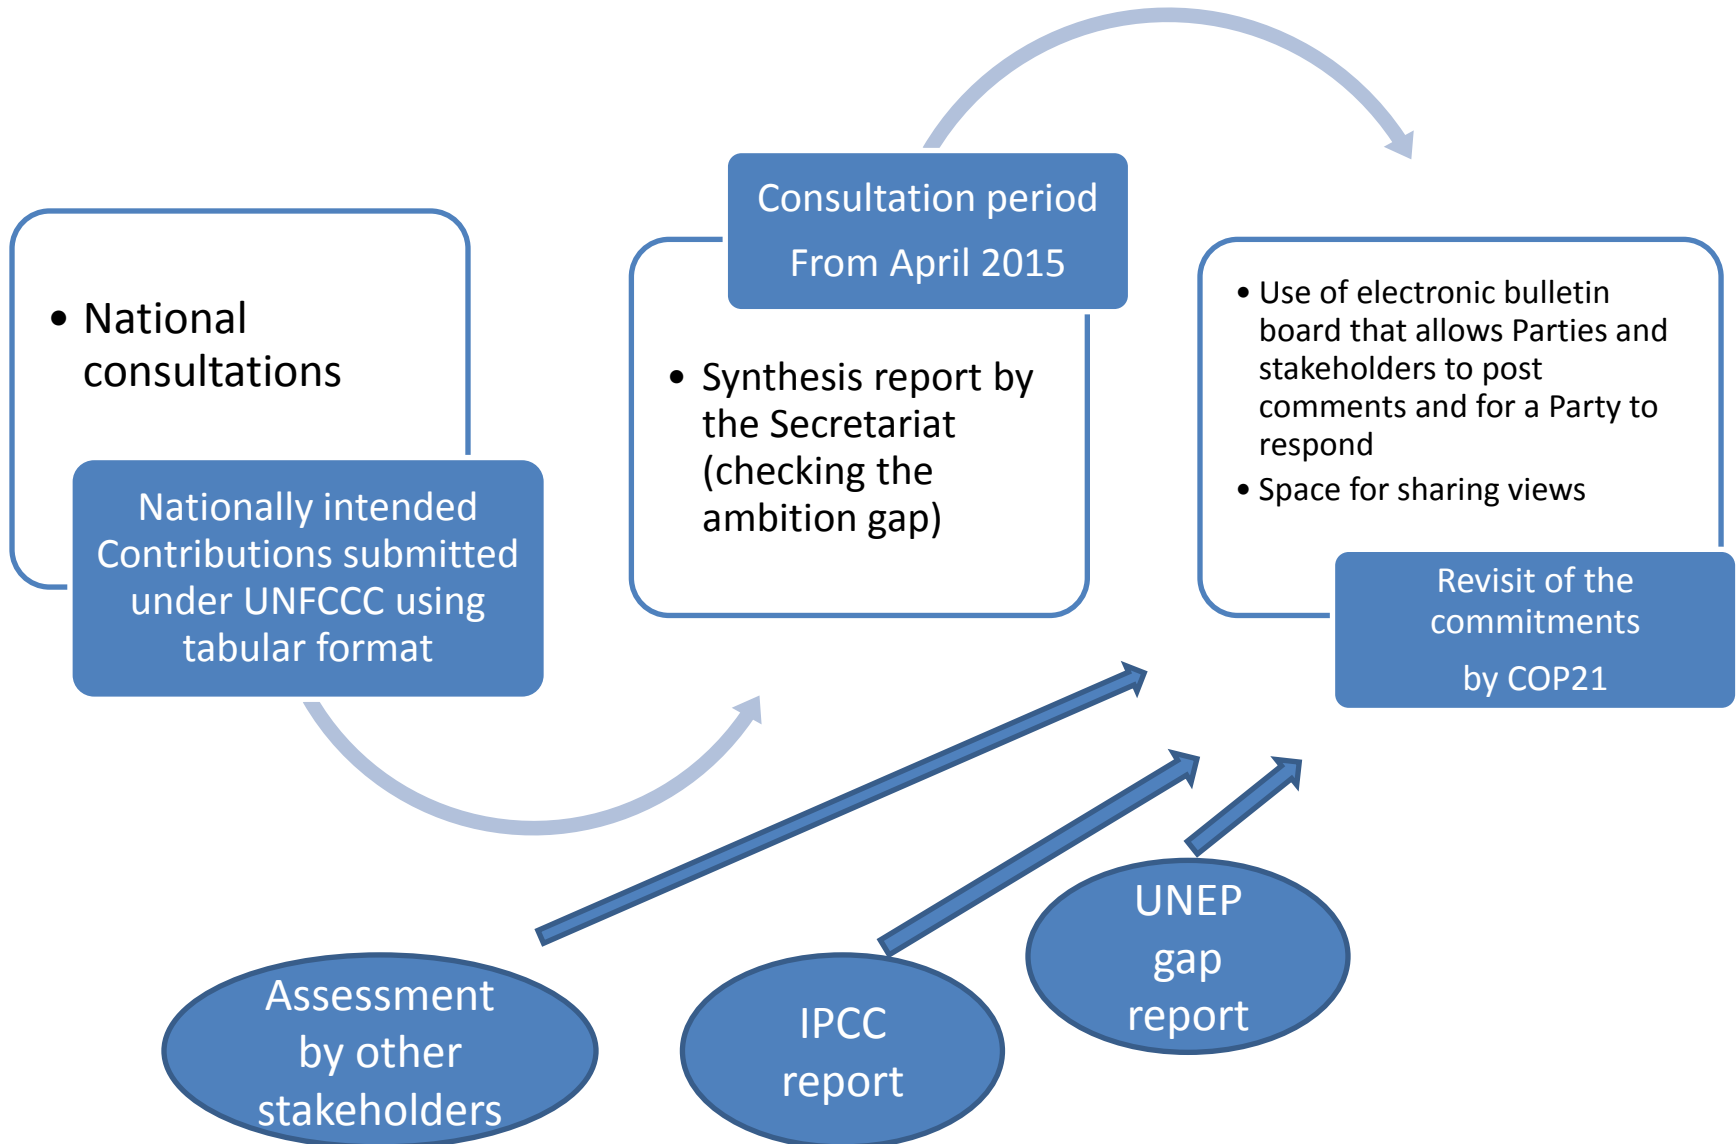 • National
consultations
Nationally intended
Contributions submitted
under UNFCCC using
tabular format
Consultation period
From April 2015
• Synthesis report by
the Secretariat
(checking the
ambition gap)
• Use of electronic bulletin
board that allows Parties and
stakeholders to post
comments and for a Party to
respond
• Space for sharing views
Revisit of the
commitments
by COP21
Assessment
by other
stakeholders
IPCC
report
UNEP
gap
report